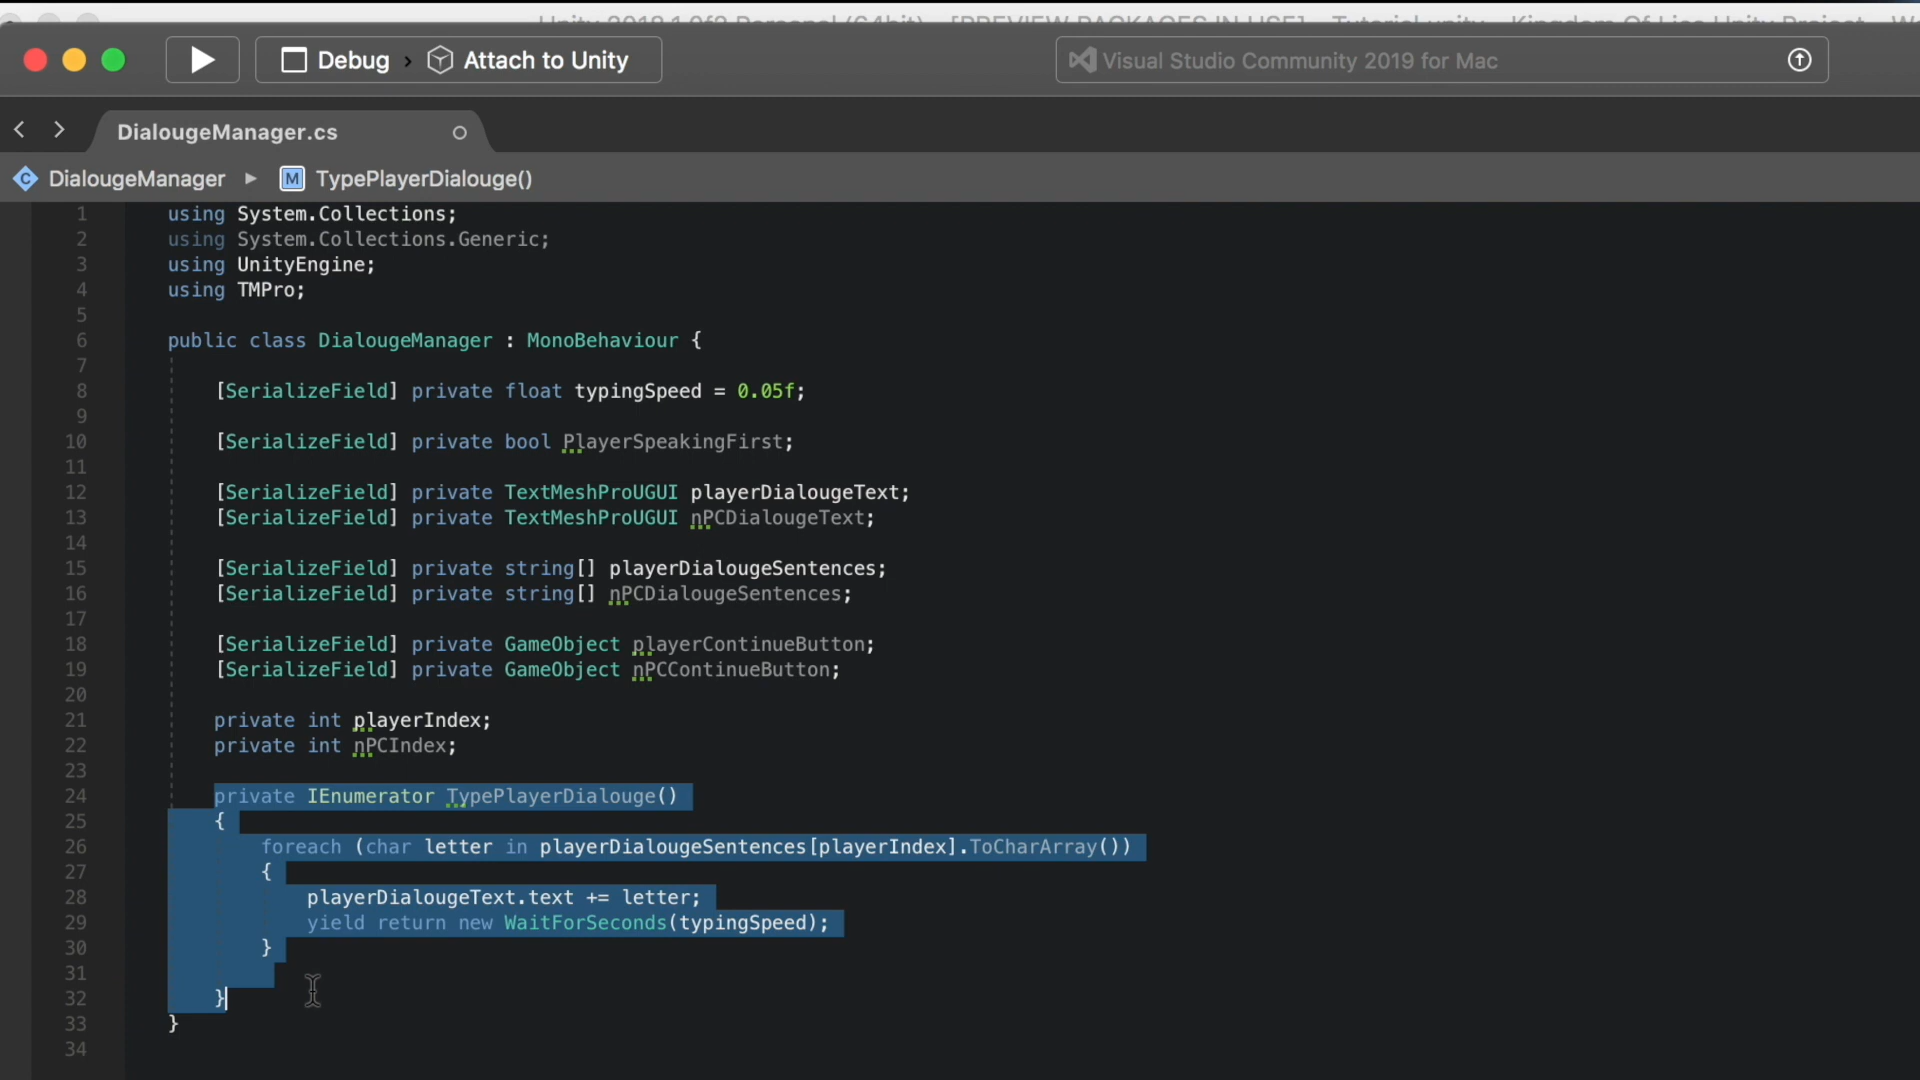 Debug › Attach to Unity
Visual Studio Community 2019 for Mac
DialougeManager.cs
DialougeManager ▸ M TypePlayerDialouge()
1 using System.Collections;
2 using System.Collections.Generic;
3 using UnityEngine;
4 using TMPro;
5
6 public class DialougeManager : MonoBehaviour {
7
8 [SerializeField] private float typingSpeed = 0.05f;
9
10 [SerializeField] private bool PlayerSpeakingFirst;
11
12 [SerializeField] private TextMeshProUGUI playerDialougeText;
13 [SerializeField] private TextMeshProUGUI nPCDialougeText;
14
15 [SerializeField] private string[] playerDialougeSentences;
16 [SerializeField] private string[] nPCDialougeSentences;
17
18 [SerializeField] private GameObject playerContinueButton;
19 [SerializeField] private GameObject nPCContinueButton;
20
21 private int playerIndex;
22 private int nPCIndex;
23
24 private IEnumerator TypePlayerDialouge()
25 {
26 foreach (char letter in playerDialougeSentences[playerIndex].ToCharArray())
27 {
28 playerDialougeText.text += letter;
29 yield return new WaitForSeconds(typingSpeed);
30 }
31
32 }
33 }
34